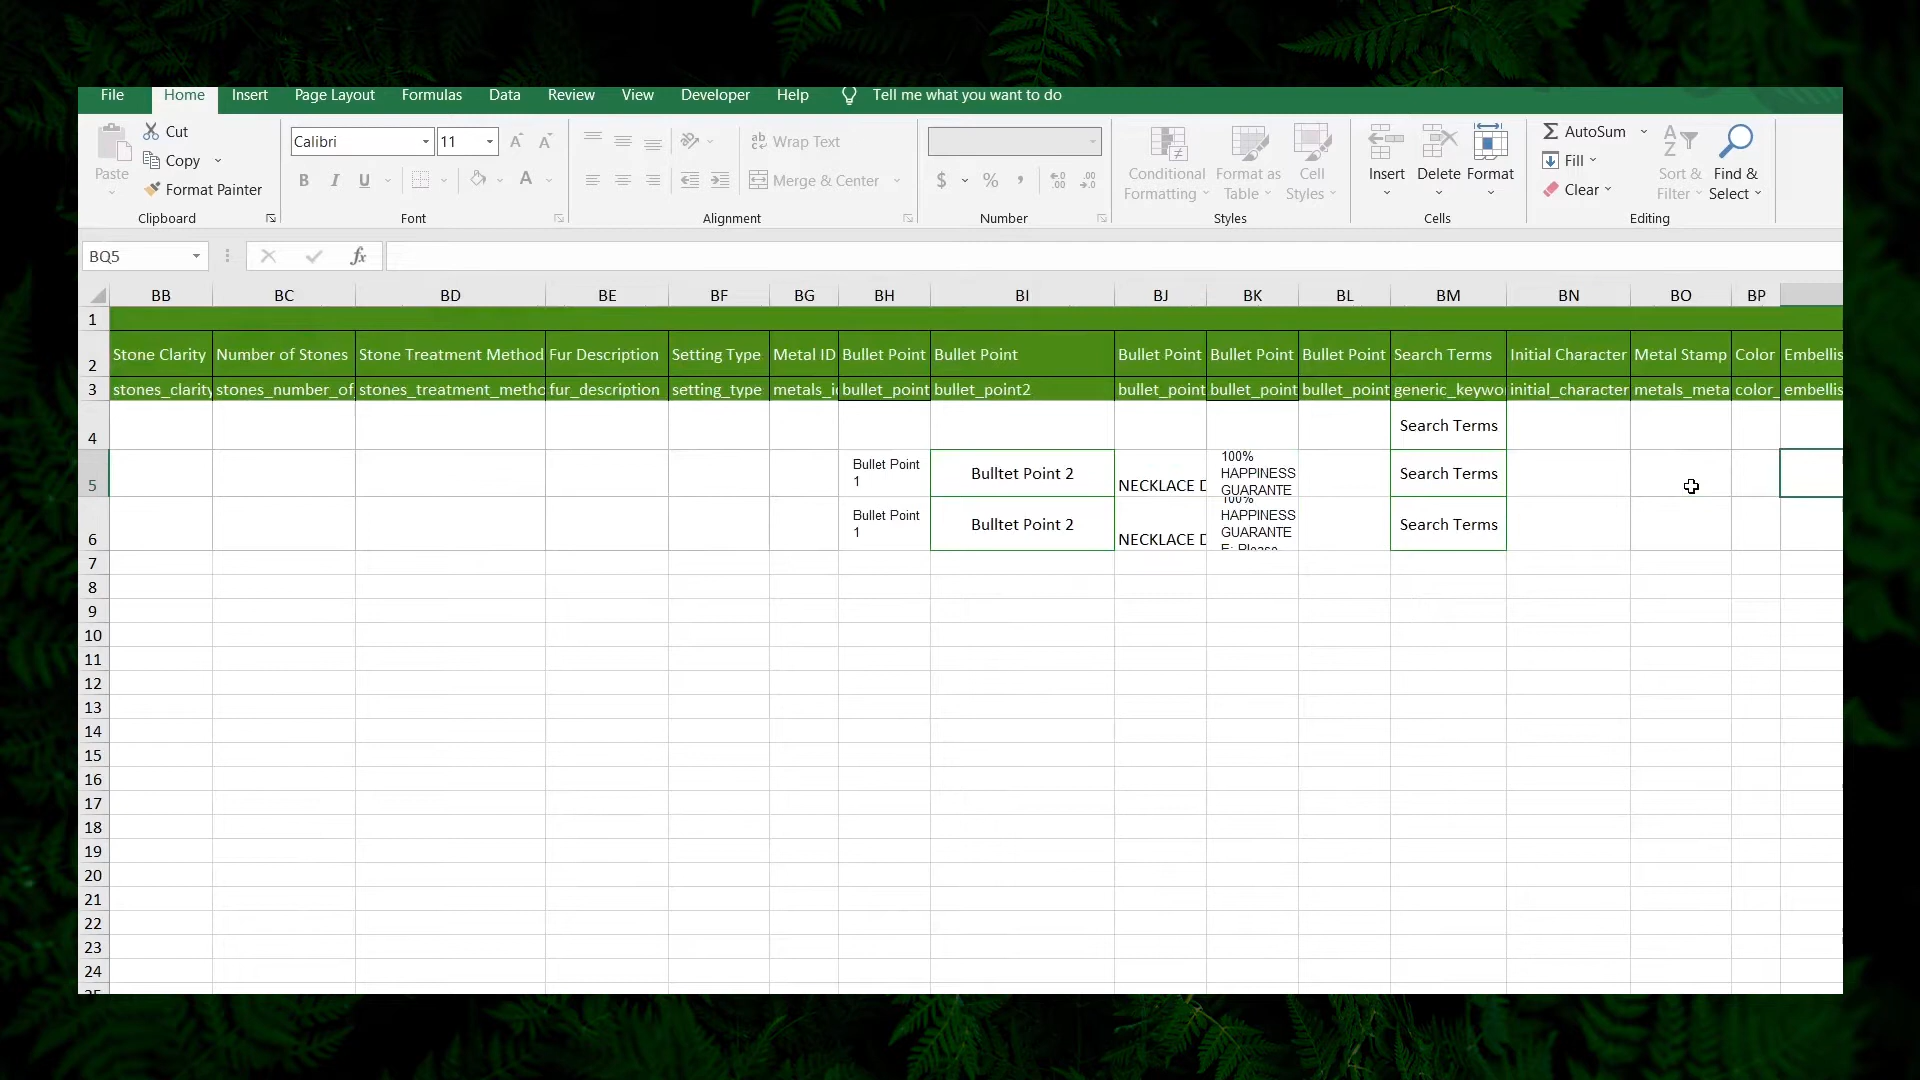 File Home Insert Page Layout Formulas Data Review View Developer Help Tell me what you want to do
Paste
Cut
Copy
Format Painter
Clipboard
Calibri 11
B I U A
Font
Wrap Text
Merge & Center
Alignment
$ % ,
Number
Conditional Formatting
Format as Table
Cell Styles
Styles
Insert Delete Format
Cells
AutoSum
Fill
Clear
Sort & Filter
Find & Select
Editing
BQ5 fx
BB BC BD BE BF BG BH BI BJ BK BL BM BN BO BP
1
2 Stone Clarity Number of Stones Stone Treatment Method Fur Description Setting Type Metal ID Bullet Point Bullet Point Bullet Point Bullet Point Bullet Point Search Terms Initial Character Metal Stamp Color Embellis
3 stones_clarity stones_number_of stones_treatment_metho fur_description setting_type metals_i bullet_point bullet_point2 bullet_point bullet_point bullet_point generic_keywo initial_character metals_meta color_ embellis
4 Search Terms
5 Bullet Point 1 Bulltet Point 2 NECKLACE D 100% HAPPINESS GUARANTE Search Terms
6 Bullet Point 1 Bulltet Point 2 NECKLACE D 100% HAPPINESS GUARANTE E: Please Search Terms
7
8
9
10
11
12
13
14
15
16
17
18
19
20
21
22
23
24
25